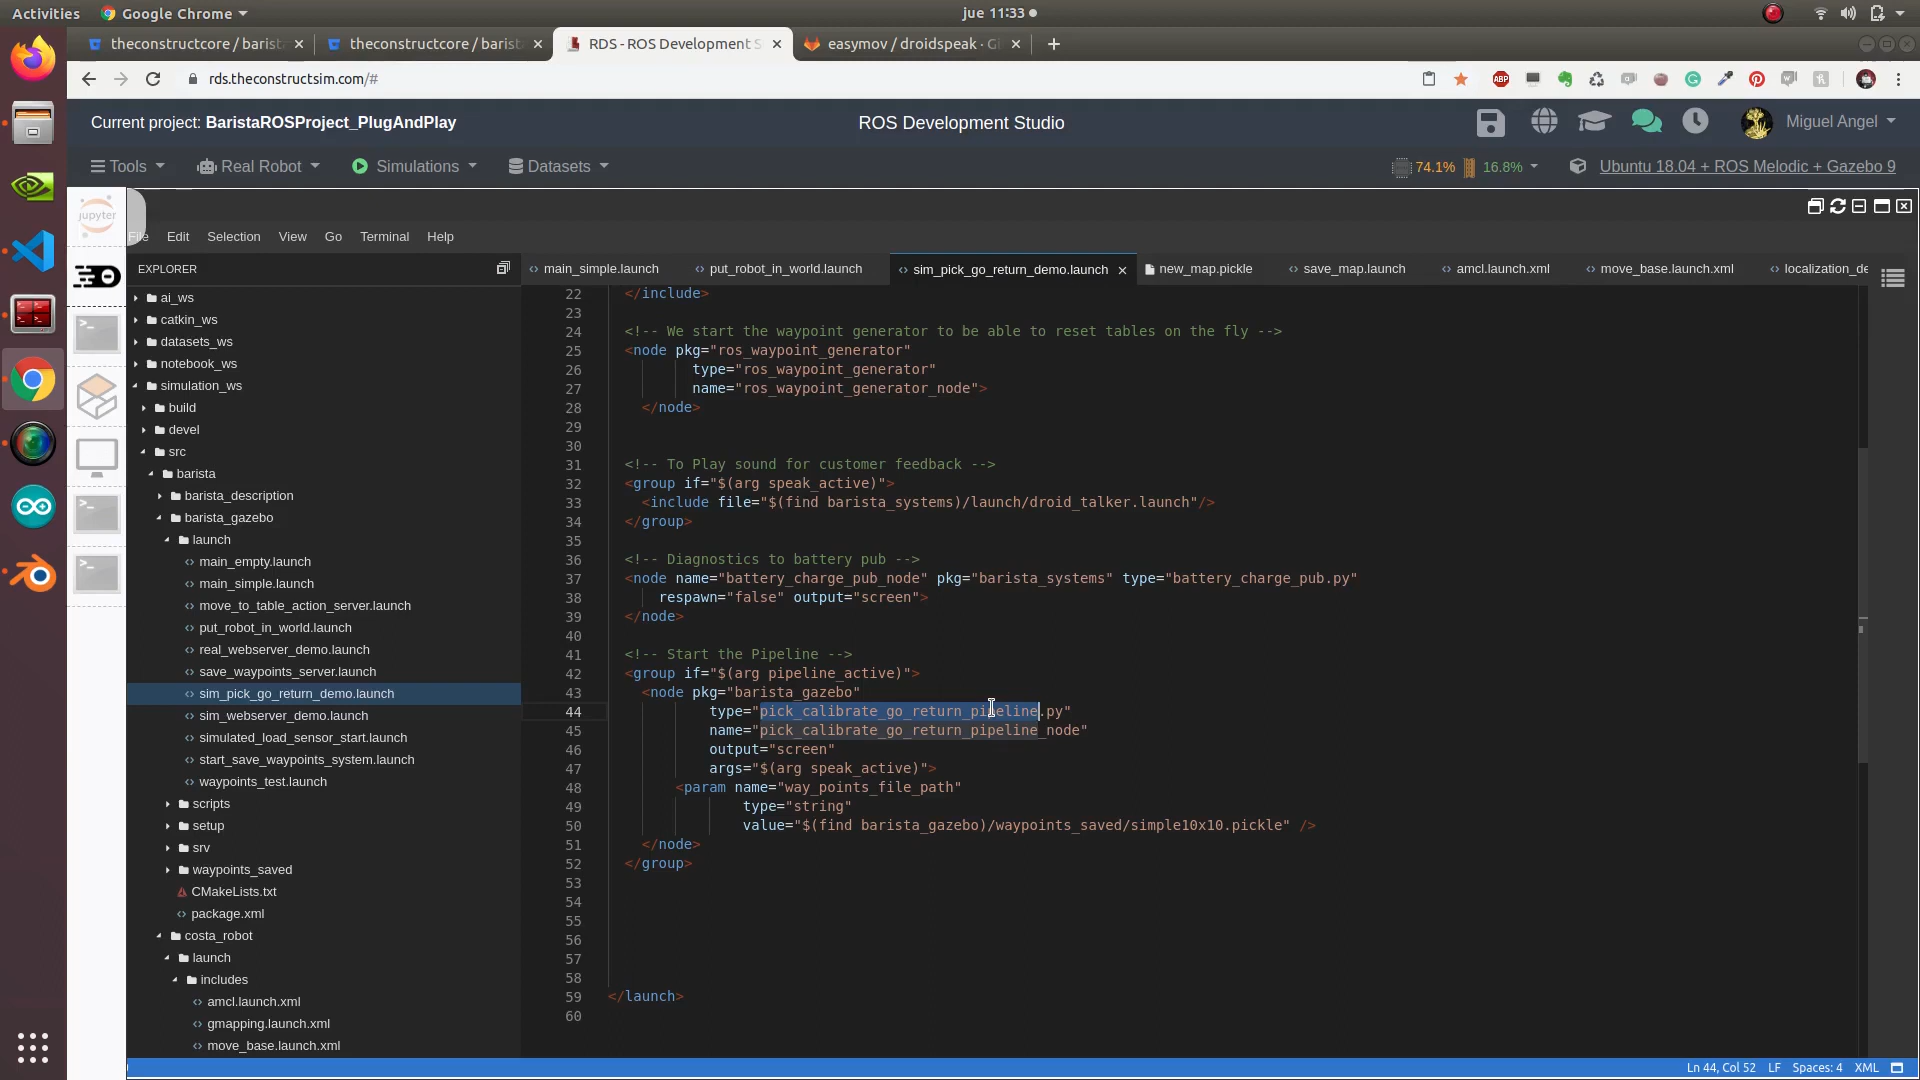 Activities Google Chrome jue 11:33
theconstructcore / barist theconstructcore / barist RDS - ROS Development S easymov / droidspeak · Gi
rds.theconstructsim.com/#
Current project: BaristaROSProject_PlugAndPlay ROS Development Studio Miguel Angel
Tools Real Robot Simulations Datasets 74.1% 16.8% Ubuntu 18.04 + ROS Melodic + Gazebo 9
jupyter
File Edit Selection View Go Terminal Help
EXPLORER main_simple.launch put_robot_in_world.launch sim_pick_go_return_demo.launch new_map.pickle save_map.launch amcl.launch.xml move_base.launch.xml localization_de
ai_ws
catkin_ws
datasets_ws
notebook_ws
simulation_ws
build
devel
src
barista
barista_description
barista_gazebo
launch
main_empty.launch
main_simple.launch
move_to_table_action_server.launch
put_robot_in_world.launch
real_webserver_demo.launch
save_waypoints_server.launch
sim_pick_go_return_demo.launch
sim_webserver_demo.launch
simulated_load_sensor_start.launch
start_save_waypoints_system.launch
waypoints_test.launch
scripts
setup
srv
waypoints_saved
CMakeLists.txt
package.xml
costa_robot
launch
includes
amcl.launch.xml
gmapping.launch.xml
move_base.launch.xml
22 </include>
23
24 <!-- We start the waypoint generator to be able to reset tables on the fly -->
25 <node pkg="ros_waypoint_generator"
26 type="ros_waypoint_generator"
27 name="ros_waypoint_generator_node">
28 </node>
29
30
31 <!-- To Play sound for customer feedback -->
32 <group if="$(arg speak_active)">
33 <include file="$(find barista_systems)/launch/droid_talker.launch"/>
34 </group>
35
36 <!-- Diagnostics to battery pub -->
37 <node name="battery_charge_pub_node" pkg="barista_systems" type="battery_charge_pub.py"
38 respawn="false" output="screen">
39 </node>
40
41 <!-- Start the Pipeline -->
42 <group if="$(arg pipeline_active)">
43 <node pkg="barista_gazebo"
44 type="pick_calibrate_go_return_pipeline.py"
45 name="pick_calibrate_go_return_pipeline_node"
46 output="screen"
47 args="$(arg speak_active)">
48 <param name="way_points_file_path"
49 type="string"
50 value="$(find barista_gazebo)/waypoints_saved/simple10x10.pickle" />
51 </node>
52 </group>
53
54
55
56
57
58
59 </launch>
60
Ln 44, Col 52 LF Spaces: 4 XML